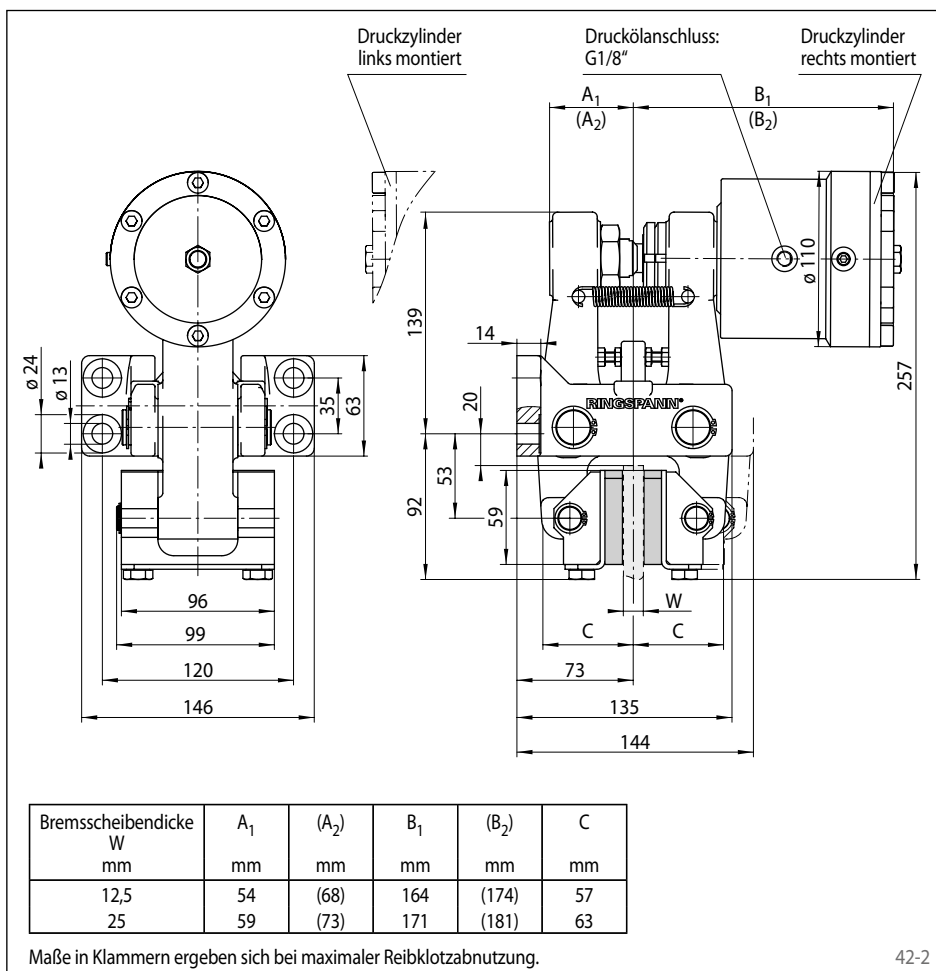 Druckzylinder
links montiert
Druckölanschluss:
G1/8“
Druckzylinder
rechts montiert
A1
(A2)
B1
(B2)
ø 110
139
14
257
ø 24
ø 13
35
63
20
RINGSPANN®
53
92
59
96
99
120
146
W
C
C
73
135
144
Bremsscheibendicke
W
mm
A1
mm
(A2)
mm
B1
mm
(B2)
mm
C
mm
12,5 54 (68) 164 (174) 57
25 59 (73) 171 (181) 63
Maße in Klammern ergeben sich bei maximaler Reibklotzabnutzung.
42-2